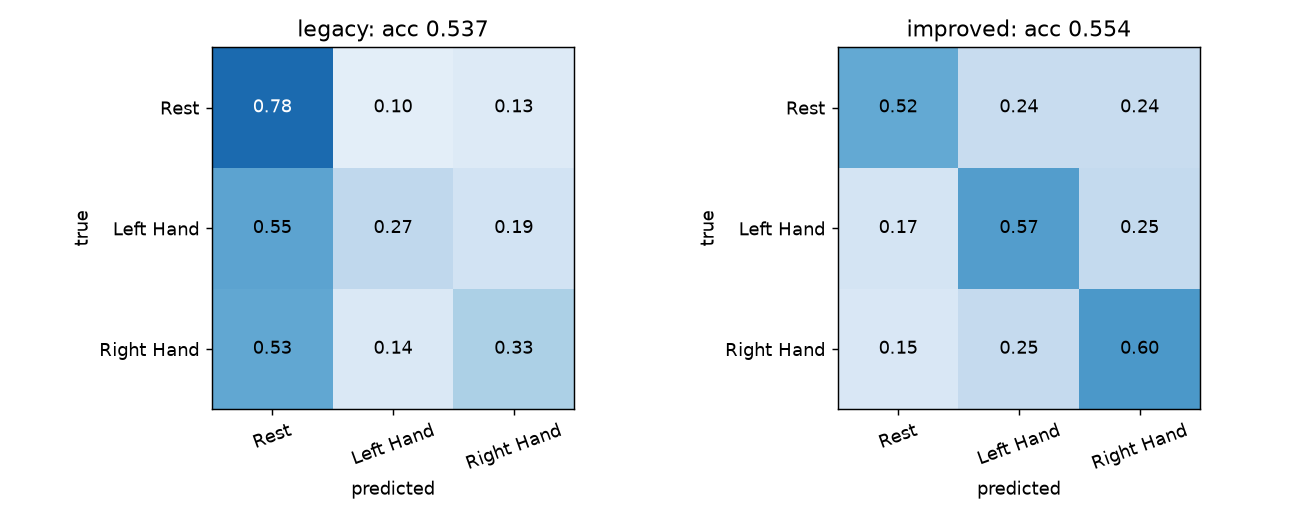 legacy: acc 0.537
true
Rest
0.78 0.10 0.13
Left Hand
0.55 0.27 0.19
Right Hand
0.53 0.14 0.33
Rest Left Hand Right Hand
predicted
improved: acc 0.554
true
Rest
0.52 0.24 0.24
Left Hand
0.17 0.57 0.25
Right Hand
0.15 0.25 0.60
Rest Left Hand Right Hand
predicted